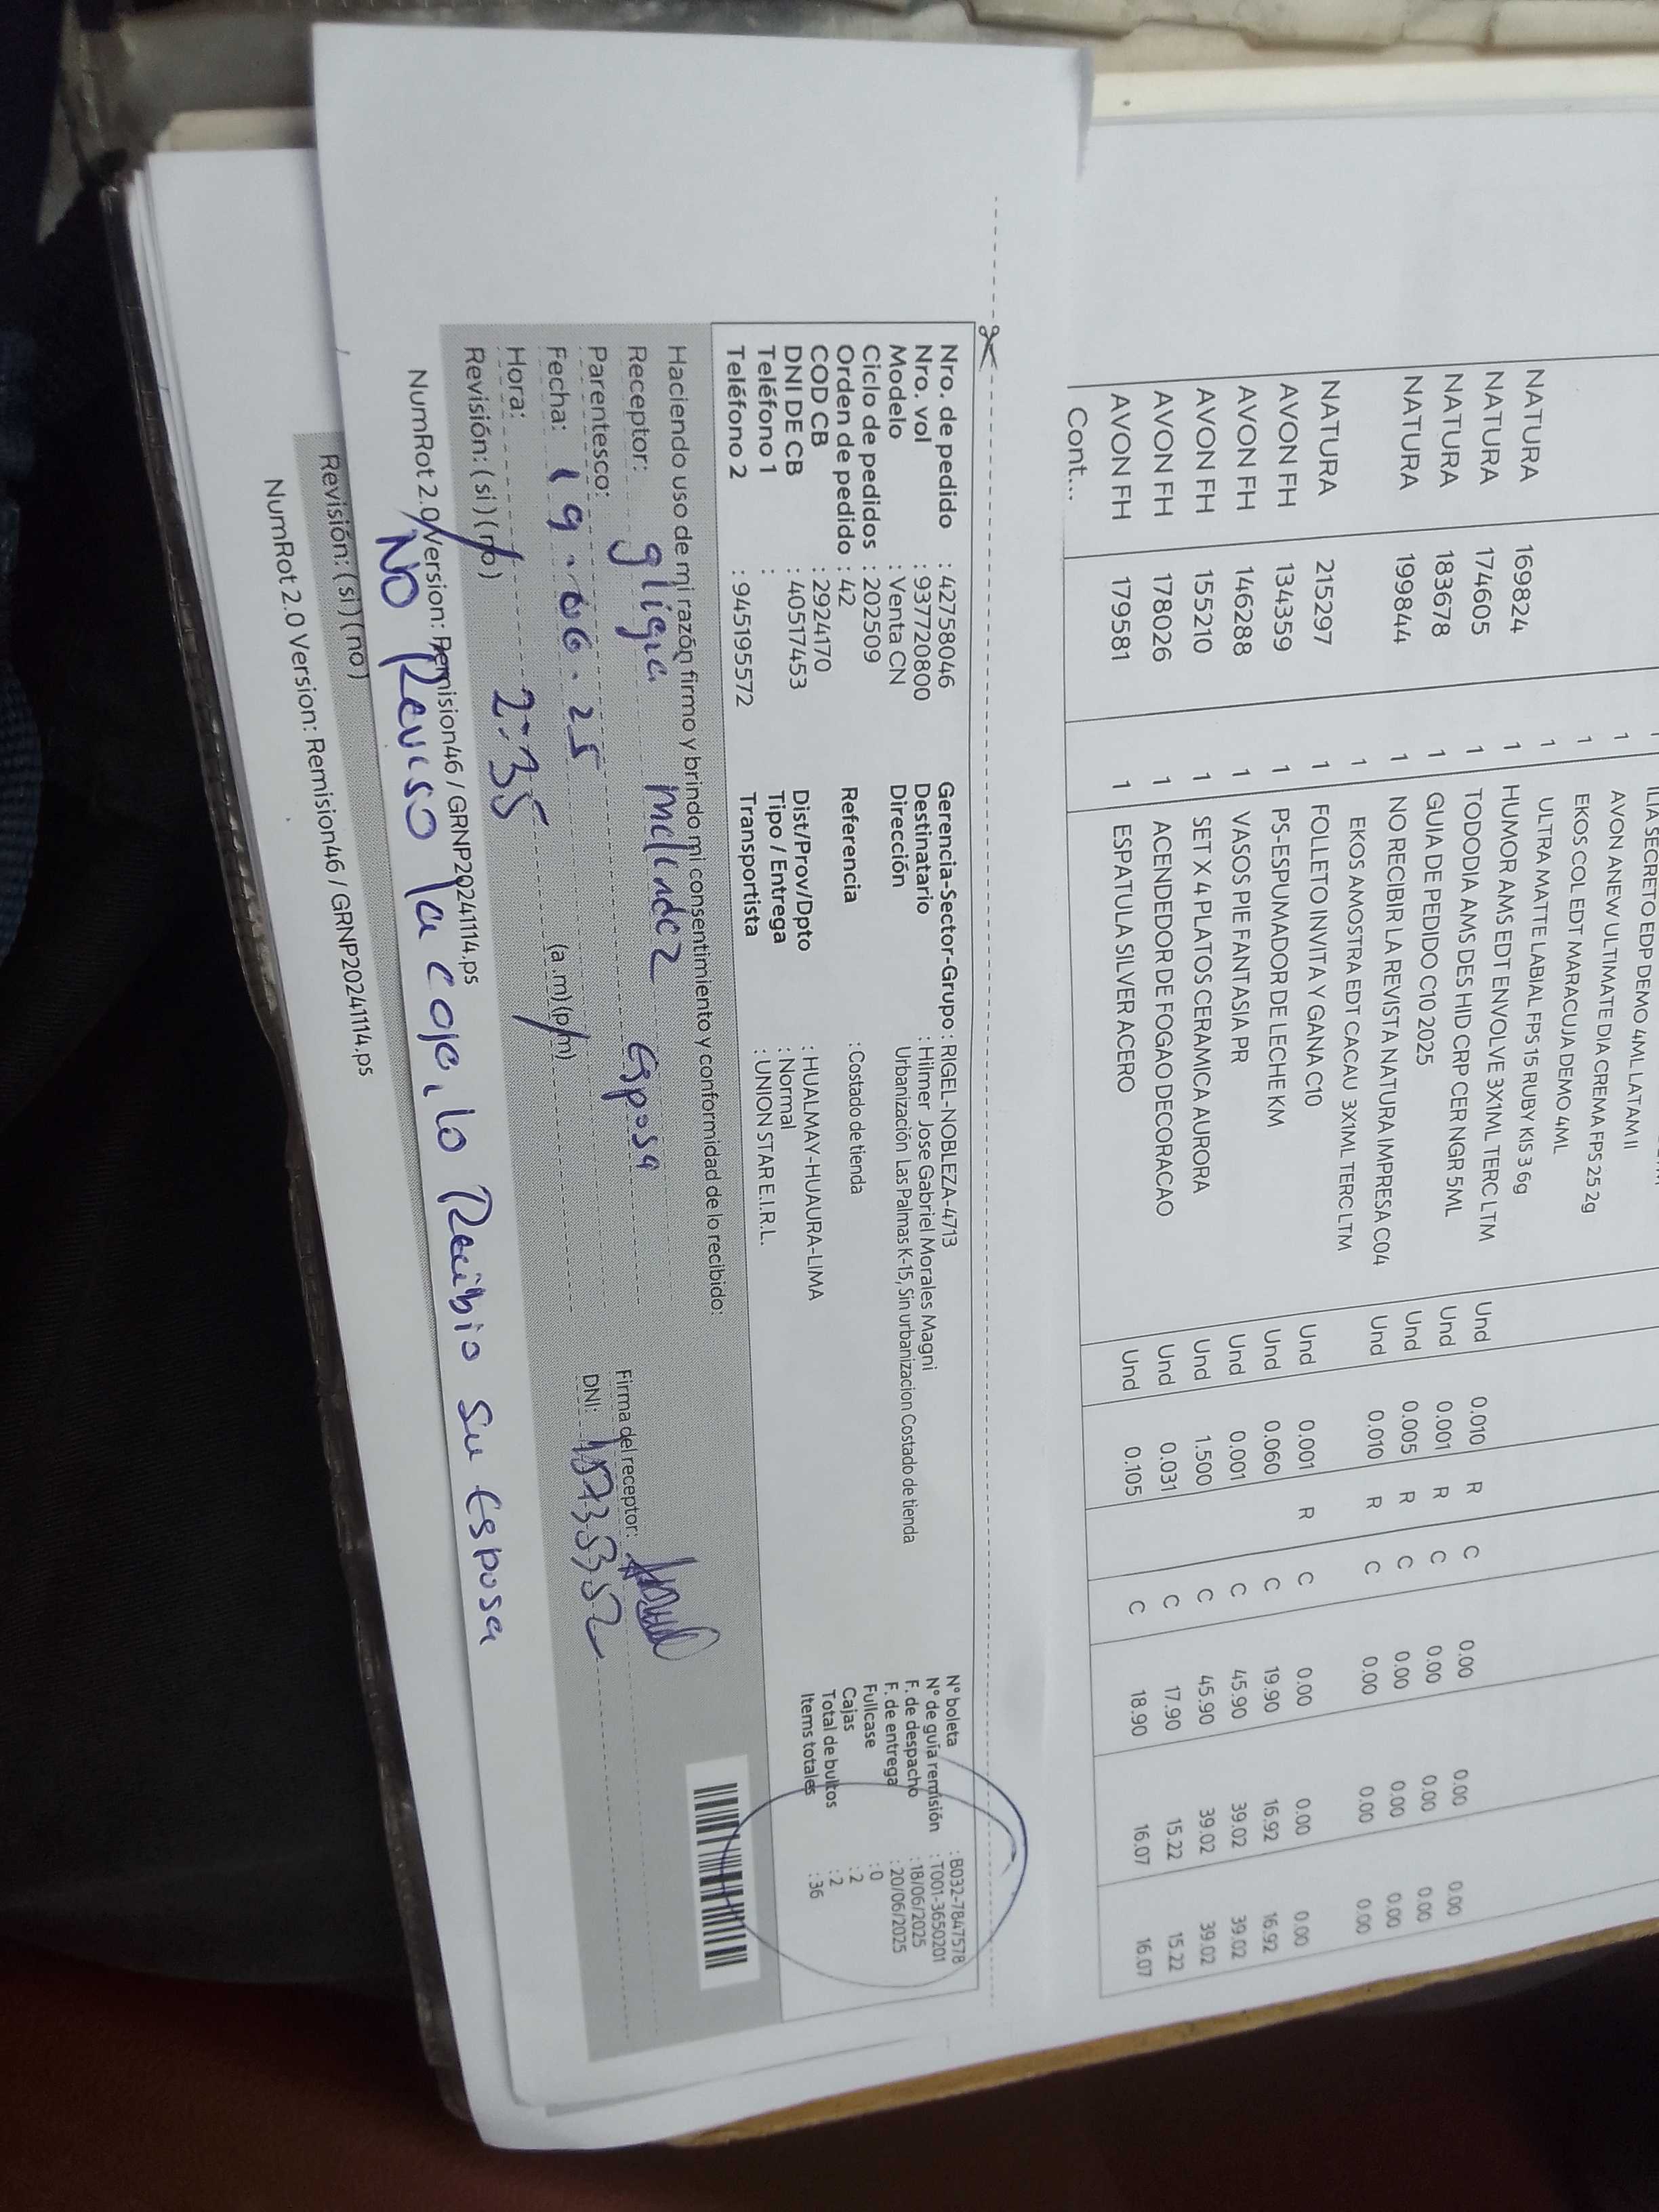 ILIA SECRETO EDP DEMO 4ML LATAM II
1 AVON ANEW ULTIMATE DIA CREMA FPS 25 2g
1 EKOS COL EDT MARACUJA DEMO 4ML
1 ULTRA MATTE LABIAL FPS 15 RUBY KIS 3 6g
NATURA 169824 1 HUMOR AMS EDT ENVOLVE 3X1ML TERC LTM Und 0.010 R C 0.00 0.00 0.00
NATURA 174605 1 TODODIA AMS DES HID CRP CER NGR 5ML Und 0.001 R C 0.00 0.00 0.00
NATURA 183678 1 GUIA DE PEDIDO C10 2025 Und 0.005 R C 0.00 0.00 0.00
NATURA 199844 1 NO RECIBIR LA REVISTA NATURA IMPRESA C04 Und 0.010 R C 0.00 0.00 0.00
1 EKOS AMOSTRA EDT CACAU 3X1ML TERC LTM
NATURA 215297 1 FOLLETO INVITA Y GANA C10 Und 0.001 R C 0.00 0.00 0.00
AVON FH 134359 1 PS-ESPUMADOR DE LECHE KM Und 0.060 C 19.90 16.92 16.92
AVON FH 146288 1 VASOS PIE FANTASIA PR Und 0.001 C 45.90 39.02 39.02
AVON FH 155210 1 SET X 4 PLATOS CERAMICA AURORA Und 1.500 C 45.90 39.02 39.02
AVON FH 178026 1 ACENDEDOR DE FOGAO DECORACAO Und 0.031 C 17.90 15.22 15.22
AVON FH 179581 1 ESPATULA SILVER ACERO Und 0.105 C 18.90 16.07 16.07
Cont...
Nro. de pedido : 42758046 Gerencia-Sector-Grupo : RIGEL-NOBLEZA-4713 N° boleta : B032-7847578
Nro. vol : 937720800 Destinatario : Hilmer Jose Gabriel Morales Magni N° de guia remisión : T001-3650201
Modelo : Venta CN Dirección Urbanización Las Palmas K-15, Sin urbanizacion Costado de tienda F. de despacho : 18/06/2025
Ciclo de pedidos : 202509 F. de entrega : 20/06/2025
Orden de pedido : 42 Referencia : Costado de tienda Fullcase : 0
COD CB : 2924170 Cajas : 2
DNI DE CB : 40517453 Dist/Prov/Dpto : HUALMAY-HUAURA-LIMA Total de bultos : 2
Teléfono 1 : Tipo / Entrega : Normal Items totales : 36
Teléfono 2 : 945195572 Transportista : UNION STAR E.I.R.L.
Haciendo uso de mi razón firmo y brindo mi consentimiento y conformidad de lo recibido:
Receptor: gligia melendez Firma del receptor:
Parentesco: Esposa DNI:
Fecha: 19.06.25
Hora: 2:35 (a .m) (p/m)
Revisión: (si) (no)
NumRot 2.0 Version: Remision46 / GRNP20241114.ps
NO Reviso la caja, lo Recibio su Esposa
Revisión: (si) (no)
NumRot 2.0 Version: Remision46 / GRNP20241114.ps